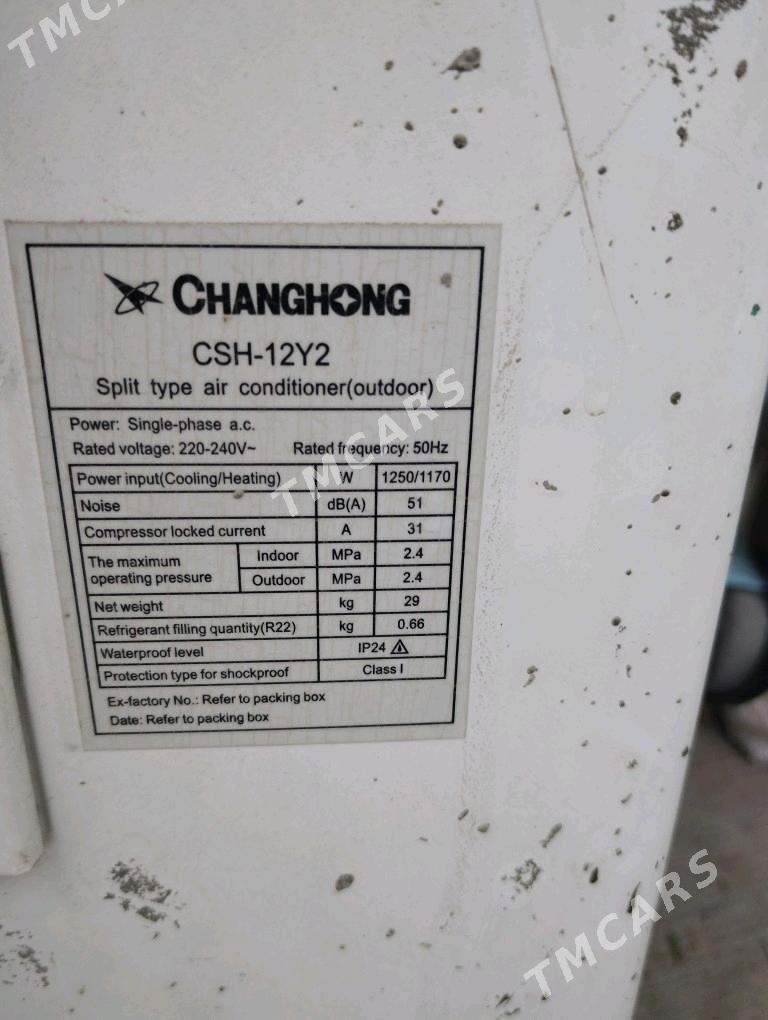 TMCARS
CHANGHONG
CSH-12Y2
Split type air conditioner(outdoor)
Power: Single-phase a.c.
Rated voltage: 220-240V~ Rated frequency: 50Hz
Power input(Cooling/Heating) W 1250/1170
TMCARS
Noise dB(A) 51
Compressor locked current A 31
The maximum operating pressure Indoor MPa 2.4
Outdoor MPa 2.4
Net weight kg 29
Refrigerant filling quantity(R22) kg 0.66
Waterproof level IP24
Protection type for shockproof Class I
Ex-factory No.: Refer to packing box
Date: Refer to packing box
TMCARS